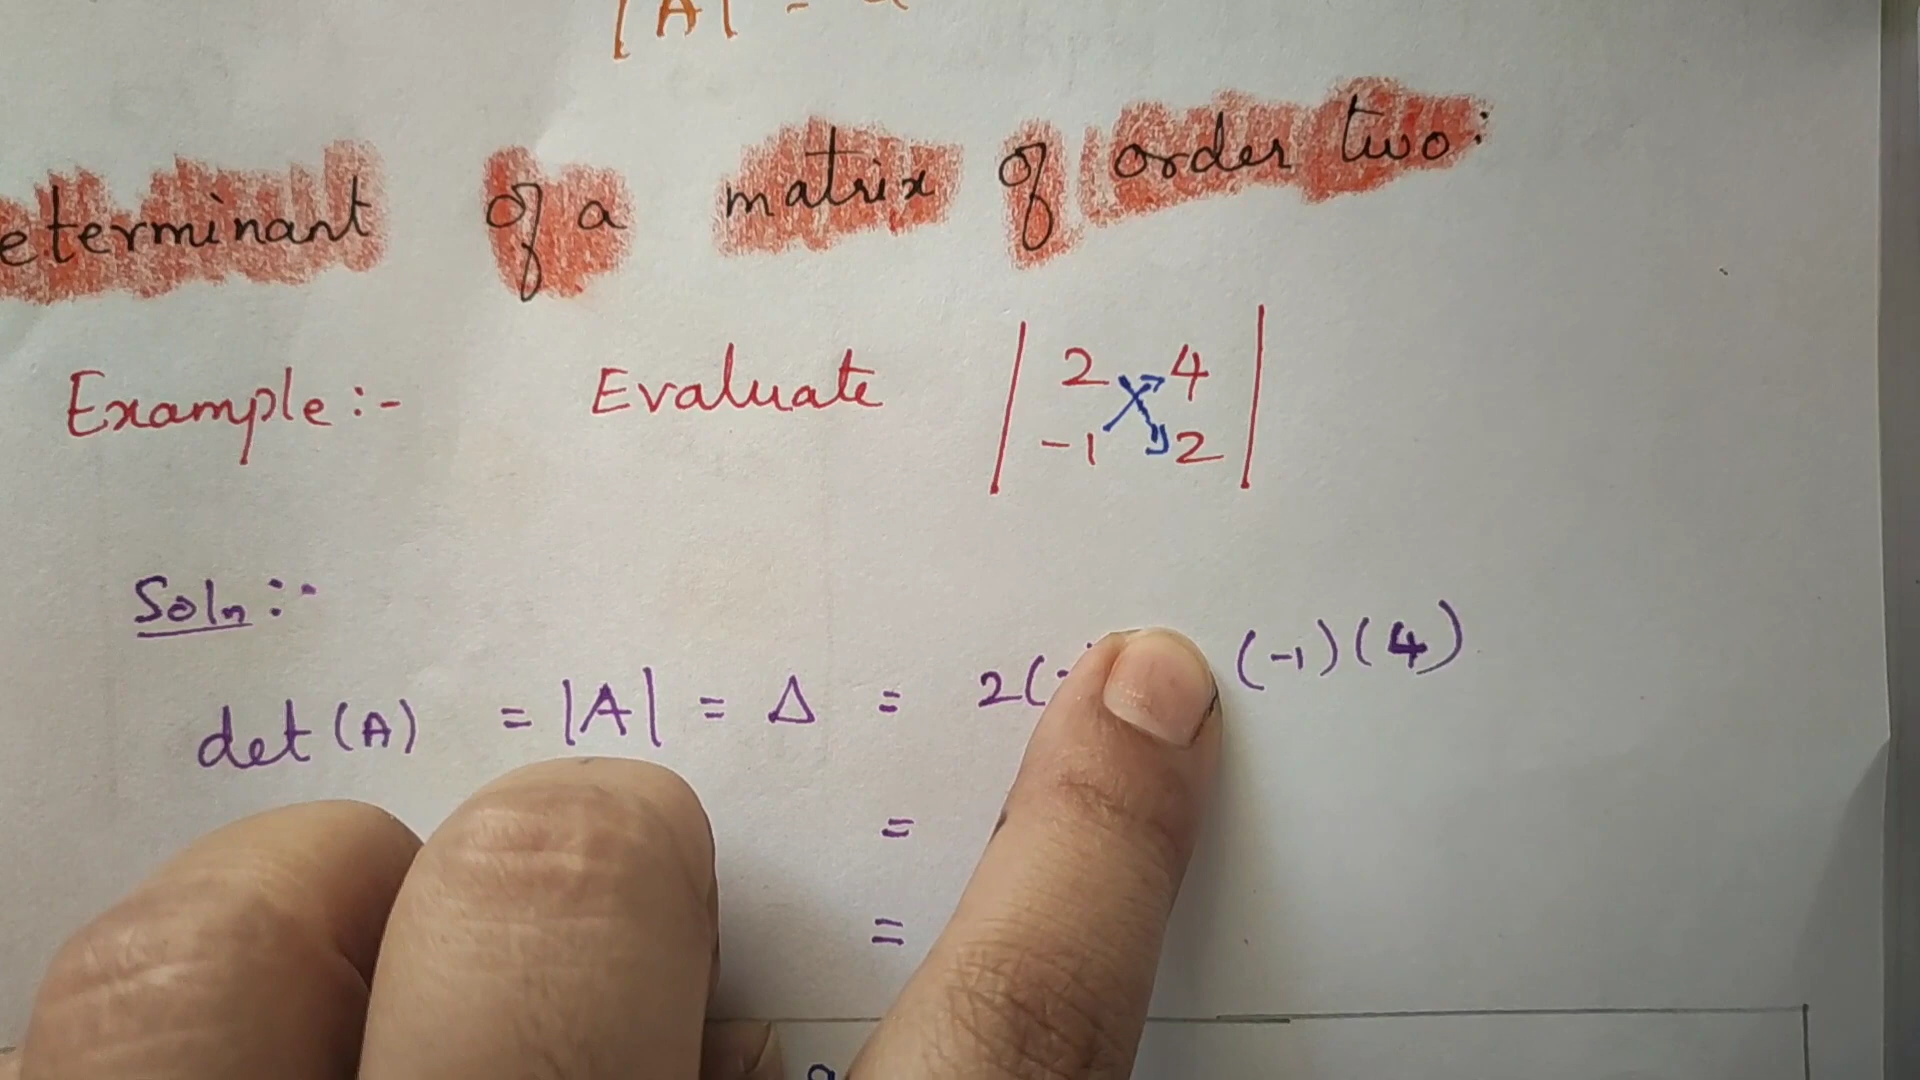 |A| =
eterminant of a matrix of order two:
Example:- Evaluate | 2 4 |
| -1 2 |
Soln:-
det(A) = |A| = Δ = 2( (-1)(4)
=
=